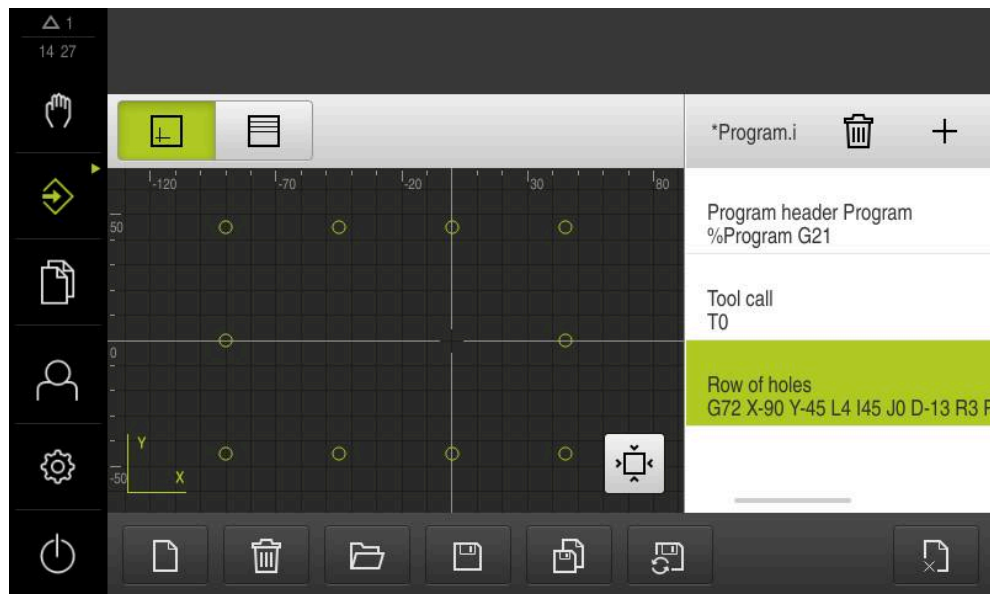 1
14 27
*Program.i
-120
-70
-20
30
80
50
0
-50
Y
X
Program header Program
%Program G21
Tool call
T0
Row of holes
G72 X-90 Y-45 L4 I45 J0 D-13 R3